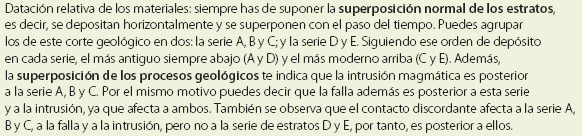 Datación relativa de los materiales: siempre has de suponer la superposición normal de los estratos,
es decir, se depositan horizontalmente y se superponen con el paso del tiempo. Puedes agrupar
los de este corte geológico en dos: la serie A, B y C; y la serie D y E. Siguiendo ese orden de depósito
en cada serie, el más antiguo siempre abajo (A y D) y el más moderno arriba (C y E). Además,
la superposición de los procesos geológicos te indica que la intrusión magmática es posterior
a la serie A, B y C. Por el mismo motivo puedes decir que la falla además es posterior a esta serie
y a la intrusión, ya que afecta a ambos. También se observa que el contacto discordante afecta a la serie A,
B y C, a la falla y a la intrusión, pero no a la serie de estratos D y E, por tanto, es posterior a ellos.